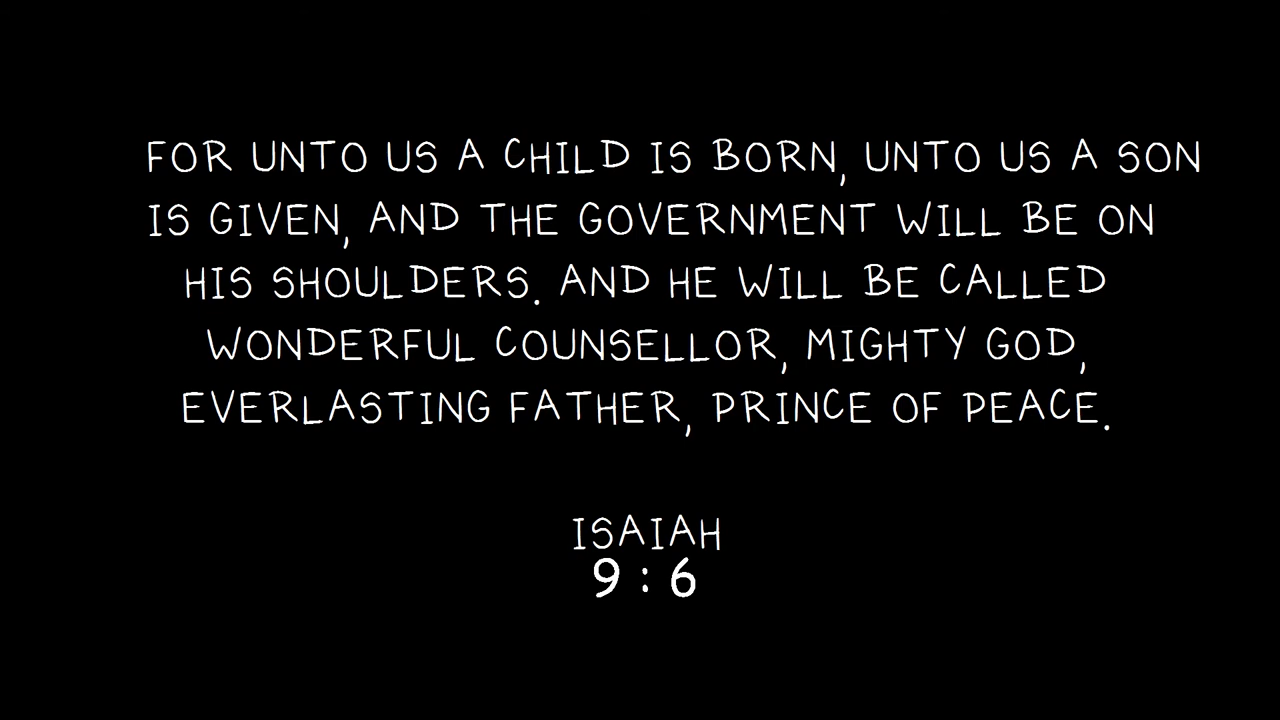 FOR UNTO US A CHILD IS BORN, UNTO US A SON
IS GIVEN, AND THE GOVERNMENT WILL BE ON
HIS SHOULDERS. AND HE WILL BE CALLED
WONDERFUL COUNSELLOR, MIGHTY GOD,
EVERLASTING FATHER, PRINCE OF PEACE.
ISAIAH
9 : 6